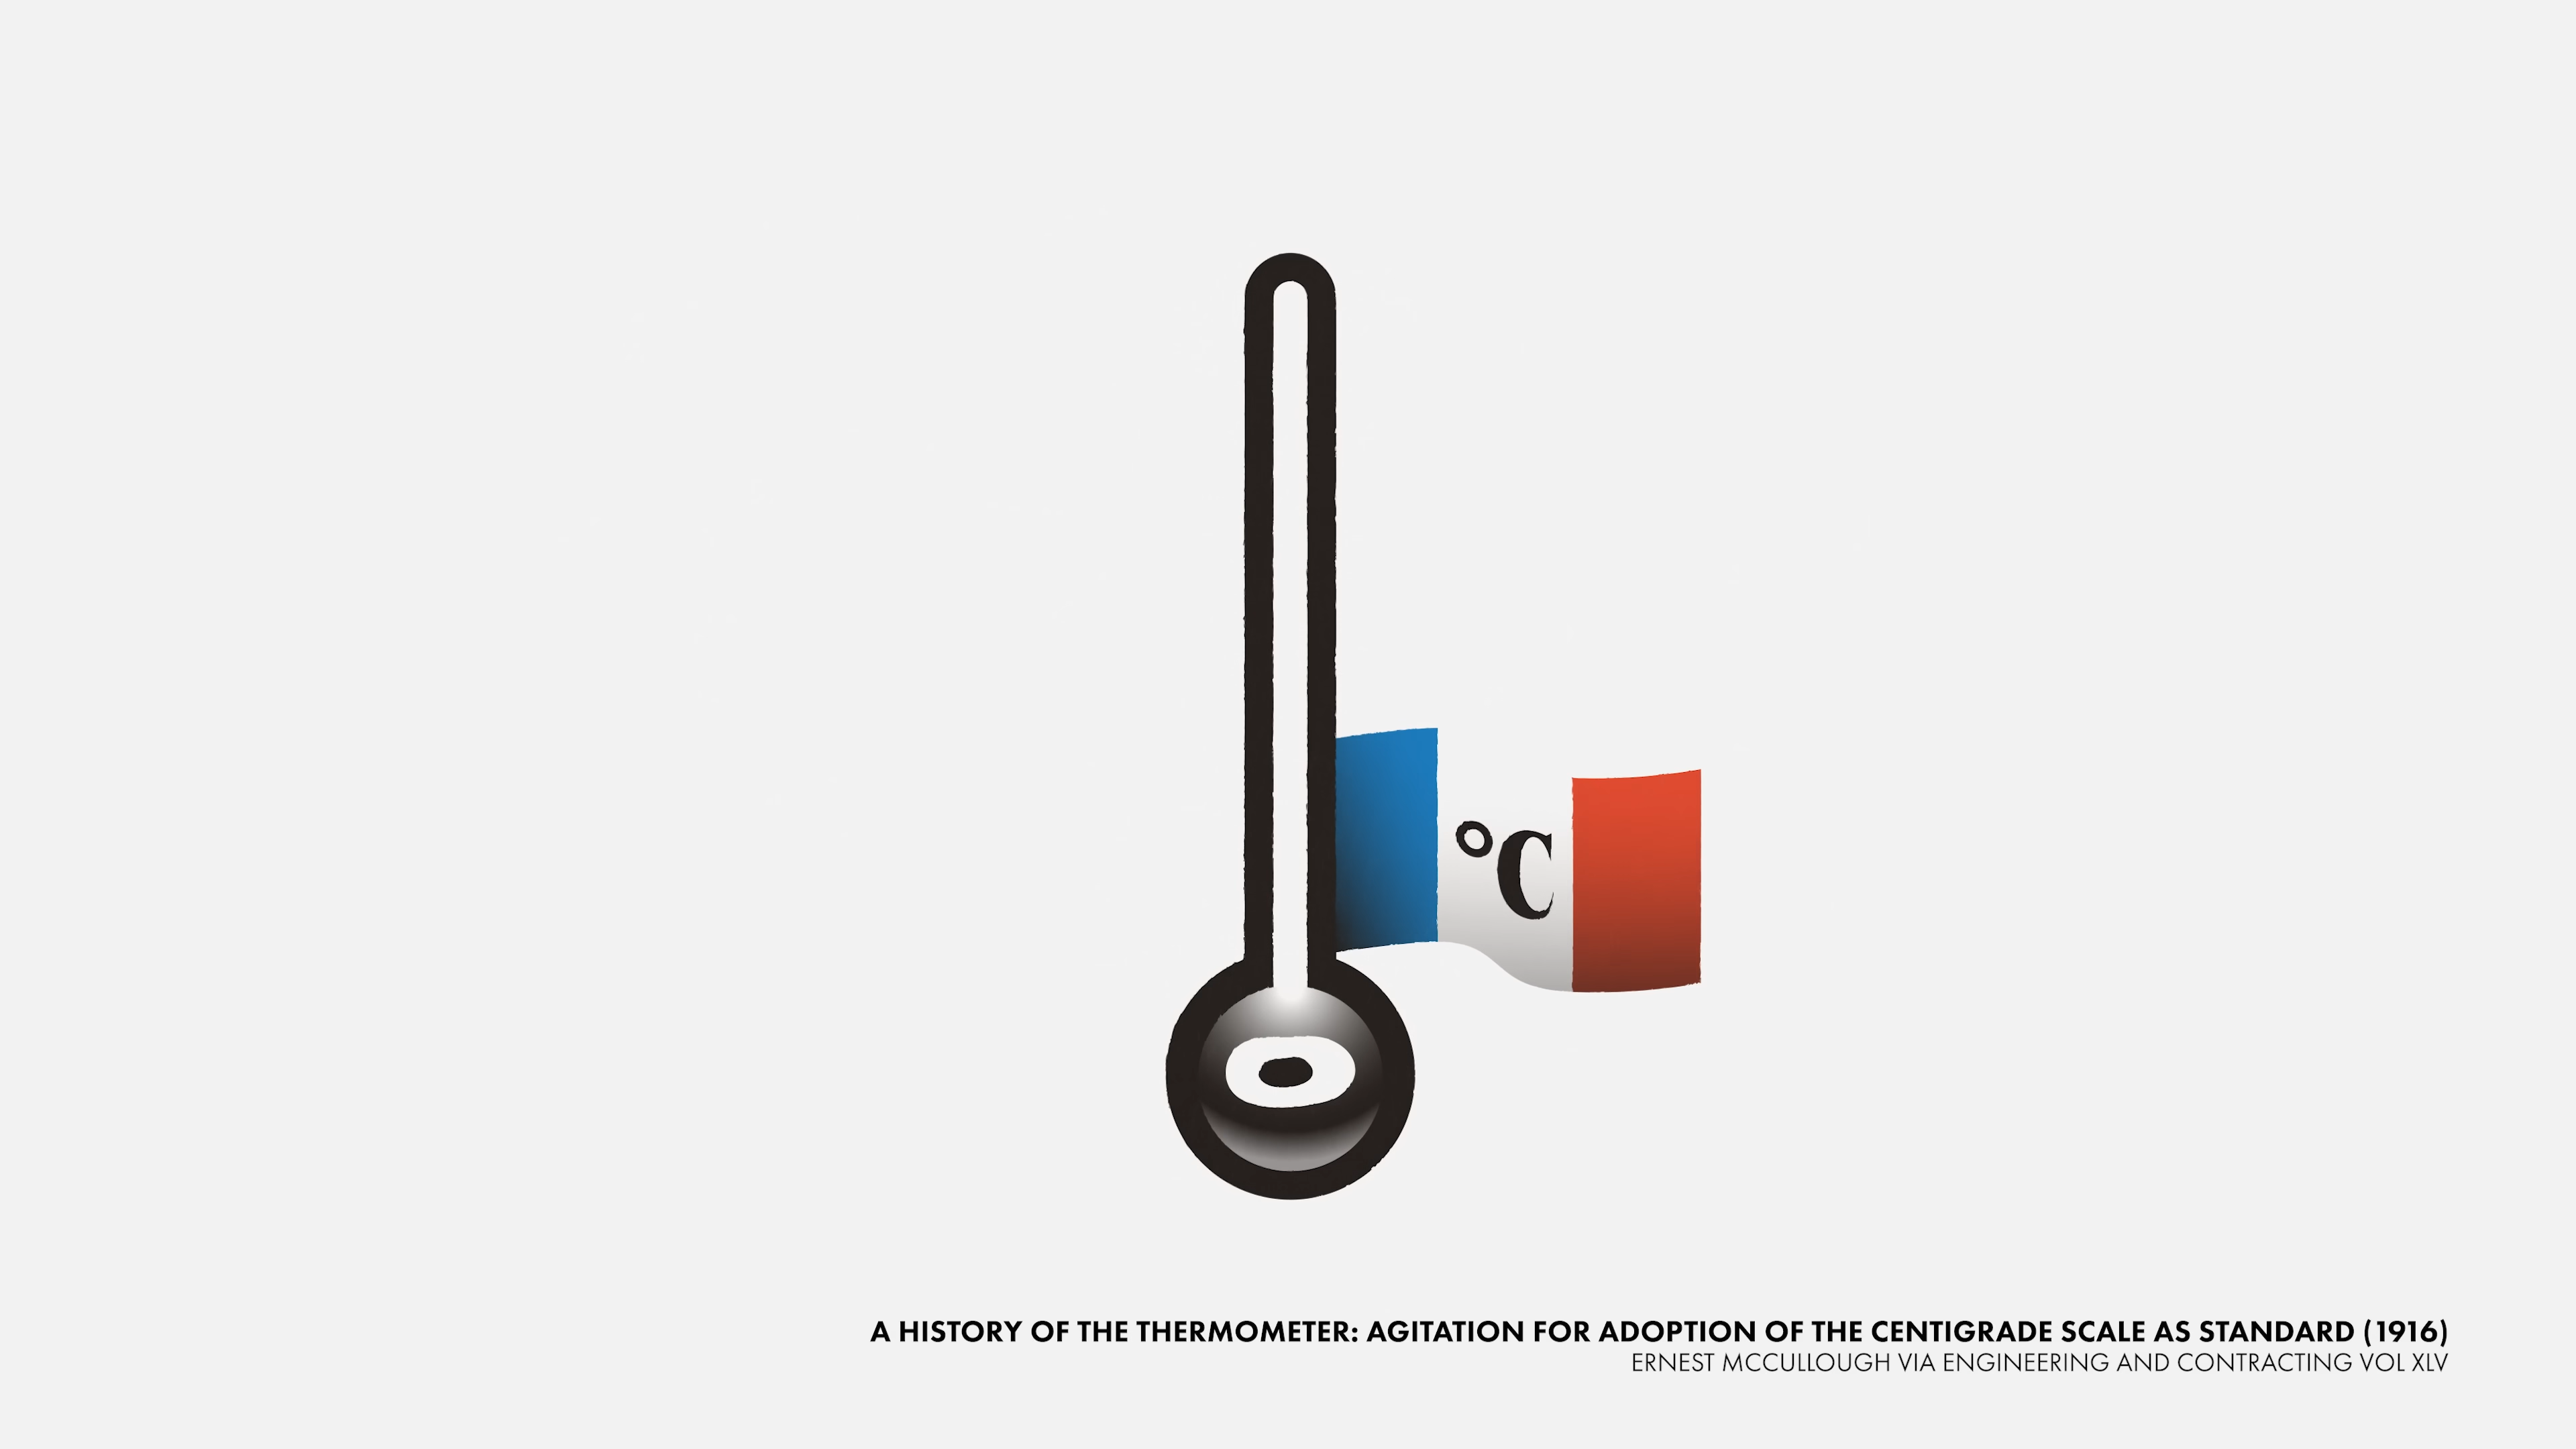 °C
A HISTORY OF THE THERMOMETER: AGITATION FOR ADOPTION OF THE CENTIGRADE SCALE AS STANDARD (1916)
ERNEST MCCULLOUGH VIA ENGINEERING AND CONTRACTING VOL XLV